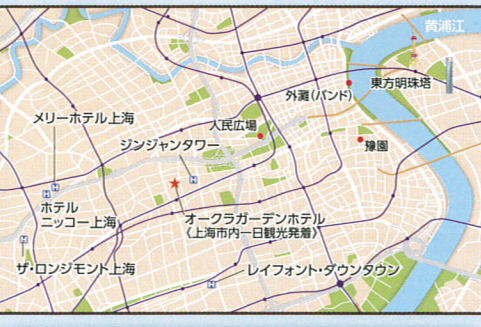 黄浦江
東方明珠塔
外灘(バンド)
メリーホテル上海
人民広場
ジンジャンタワー
豫園
ホテル
ニッコー上海
オークラガーデンホテル
《上海市内一日観光発着》
ザ・ロンジモント上海
レイフォント・ダウンタウン
H
H
H
H
H